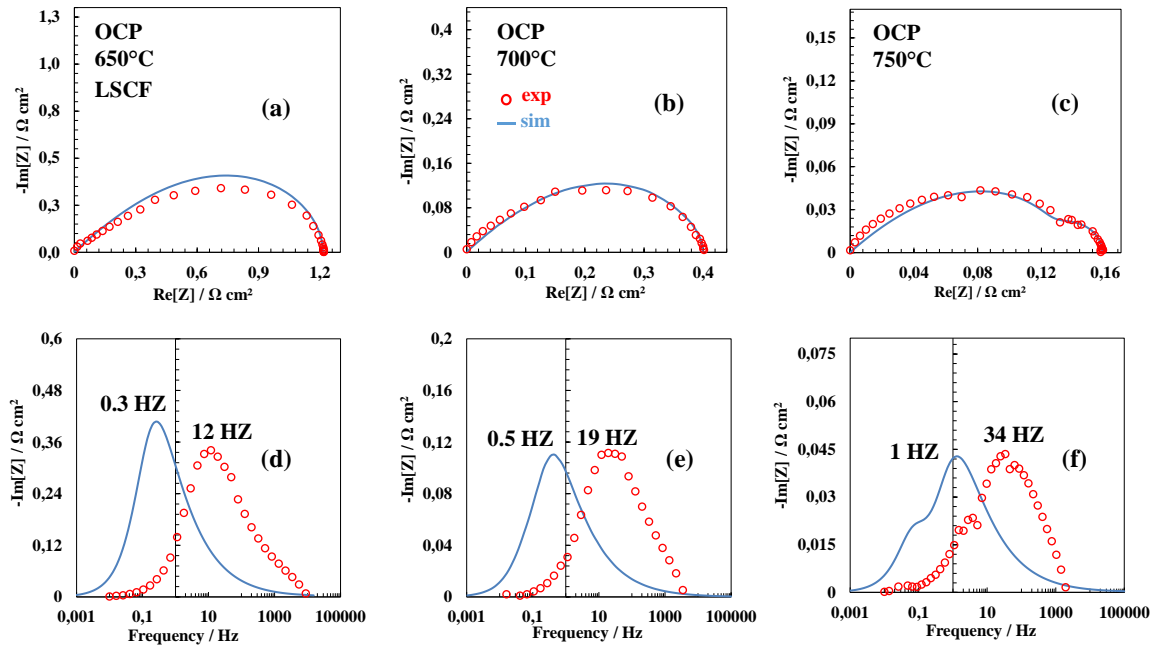 OCP
650°C
LSCF
(a)
1,3
1,0
0,8
0,5
0,3
0,0
0
0,3
0,6
0,9
1,2
-Im[Z] / Ω cm²
Re[Z] / Ω cm²
OCP
700°C
exp
sim
(b)
0,4
0,32
0,24
0,16
0,08
0
0
0,1
0,2
0,3
0,4
-Im[Z] / Ω cm²
Re[Z] / Ω cm²
OCP
750°C
(c)
0,15
0,12
0,09
0,06
0,03
0,00
0
0,04
0,08
0,12
0,16
-Im[Z] / Ω cm²
Re[Z] / Ω cm²
0.3 HZ
12 HZ
(d)
0,6
0,48
0,36
0,24
0,12
0
0,001
0,1
10
1000
100000
-Im[Z] / Ω cm²
Frequency / Hz
0.5 HZ
19 HZ
(e)
0,2
0,16
0,12
0,08
0,04
0
0,001
0,1
10
1000
100000
-Im[Z] / Ω cm²
Frequency / Hz
1 HZ
34 HZ
(f)
0,075
0,06
0,045
0,03
0,015
0
0,001
0,1
10
1000
100000
-Im[Z] / Ω cm²
Frequency / Hz